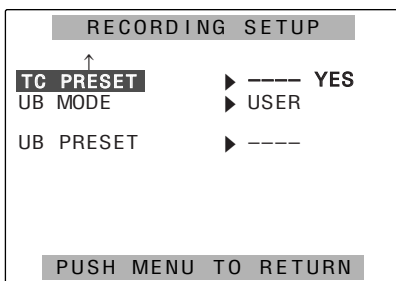 RECORDING SETUP
↑
TC PRESET ▶ ---- YES
UB MODE ▶ USER
UB PRESET ▶ ----
PUSH MENU TO RETURN